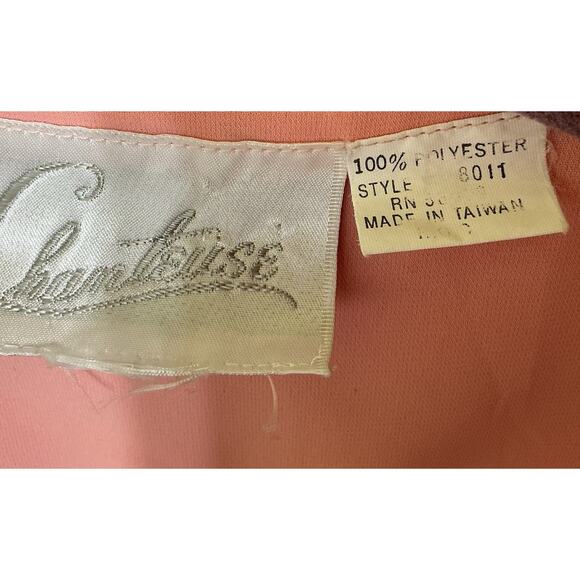 Chanteuse
100% POLYESTER
STYLE 8011
RN
MADE IN TAIWAN